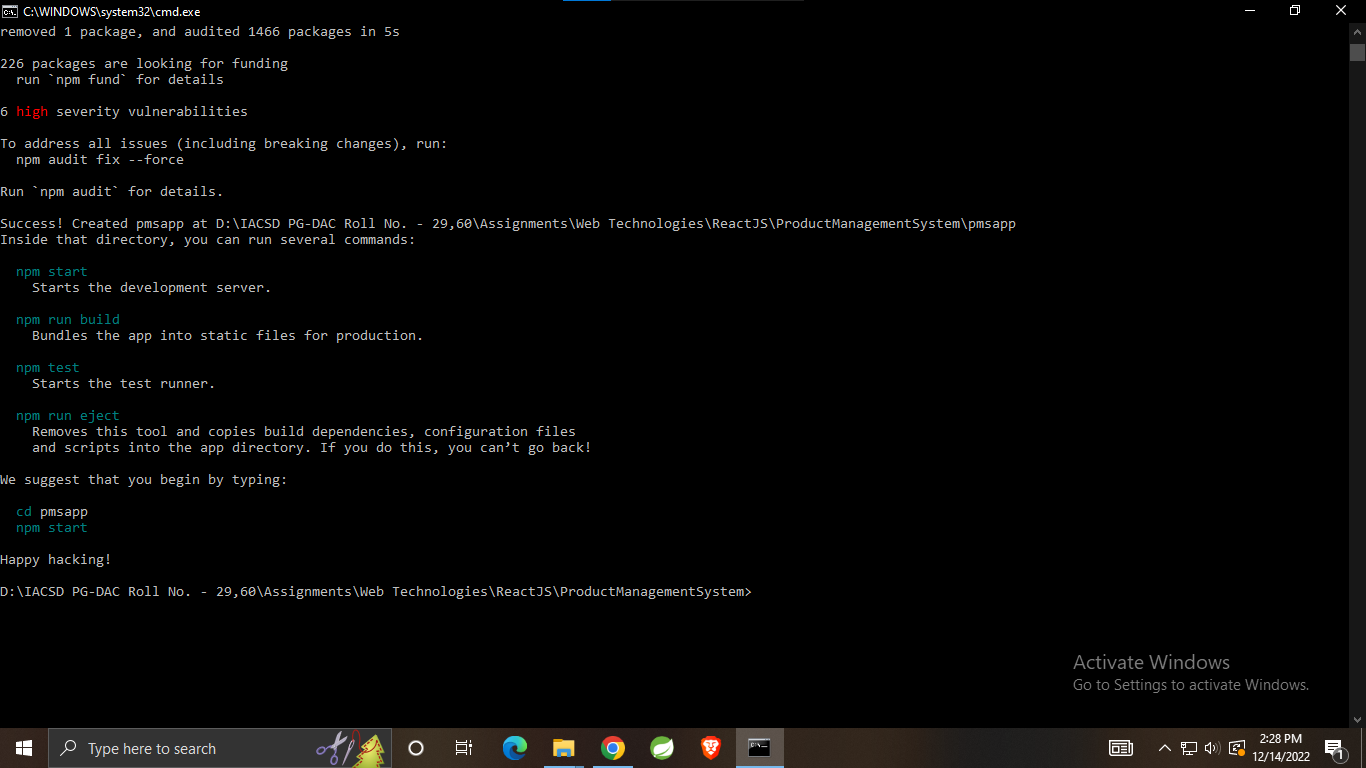 C:\WINDOWS\system32\cmd.exe
removed 1 package, and audited 1466 packages in 5s
226 packages are looking for funding
run `npm fund` for details
6 high severity vulnerabilities
To address all issues (including breaking changes), run:
npm audit fix --force
Run `npm audit` for details.
Success! Created pmsapp at D:\IACSD PG-DAC Roll No. - 29,60\Assignments\Web Technologies\ReactJS\ProductManagementSystem\pmsapp
Inside that directory, you can run several commands:
npm start
Starts the development server.
npm run build
Bundles the app into static files for production.
npm test
Starts the test runner.
npm run eject
Removes this tool and copies build dependencies, configuration files
and scripts into the app directory. If you do this, you can’t go back!
We suggest that you begin by typing:
cd pmsapp
npm start
Happy hacking!
D:\IACSD PG-DAC Roll No. - 29,60\Assignments\Web Technologies\ReactJS\ProductManagementSystem>
Activate Windows
Go to Settings to activate Windows.
Type here to search
2:28 PM
12/14/2022
1